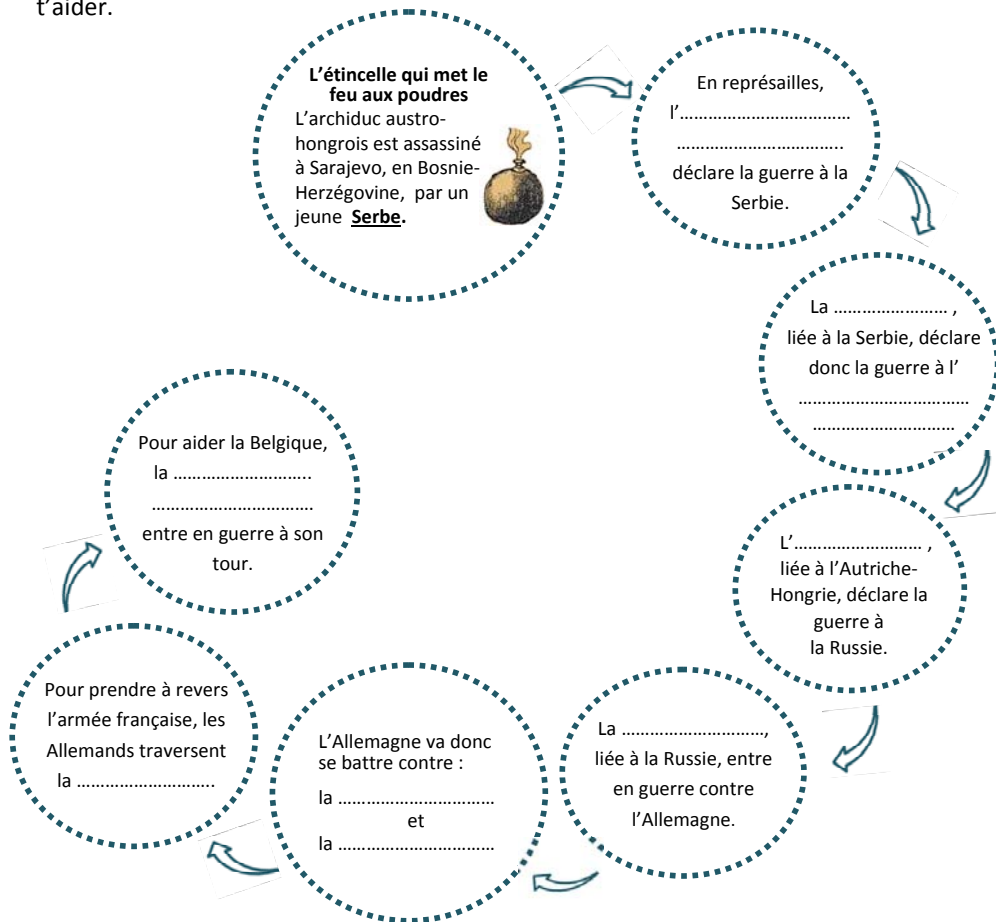 t'aider.
L'étincelle qui met le
feu aux poudres
L'archiduc austro-
hongrois est assassiné
à Sarajevo, en Bosnie-
Herzégovine, par un
jeune Serbe.
En représailles,
l'……………………………….
……………………………..
déclare la guerre à la
Serbie.
La …………………… ,
liée à la Serbie, déclare
donc la guerre à l'
……………………………….
………………………….
L'……………………… ,
liée à l'Autriche-
Hongrie, déclare la
guerre à
la Russie.
La …………………………,
liée à la Russie, entre
en guerre contre
l'Allemagne.
L'Allemagne va donc
se battre contre :
la ……………………………
et
la ……………………………
Pour prendre à revers
l'armée française, les
Allemands traversent
la ………………………..
Pour aider la Belgique,
la ………………………..
…………………………….
entre en guerre à son
tour.